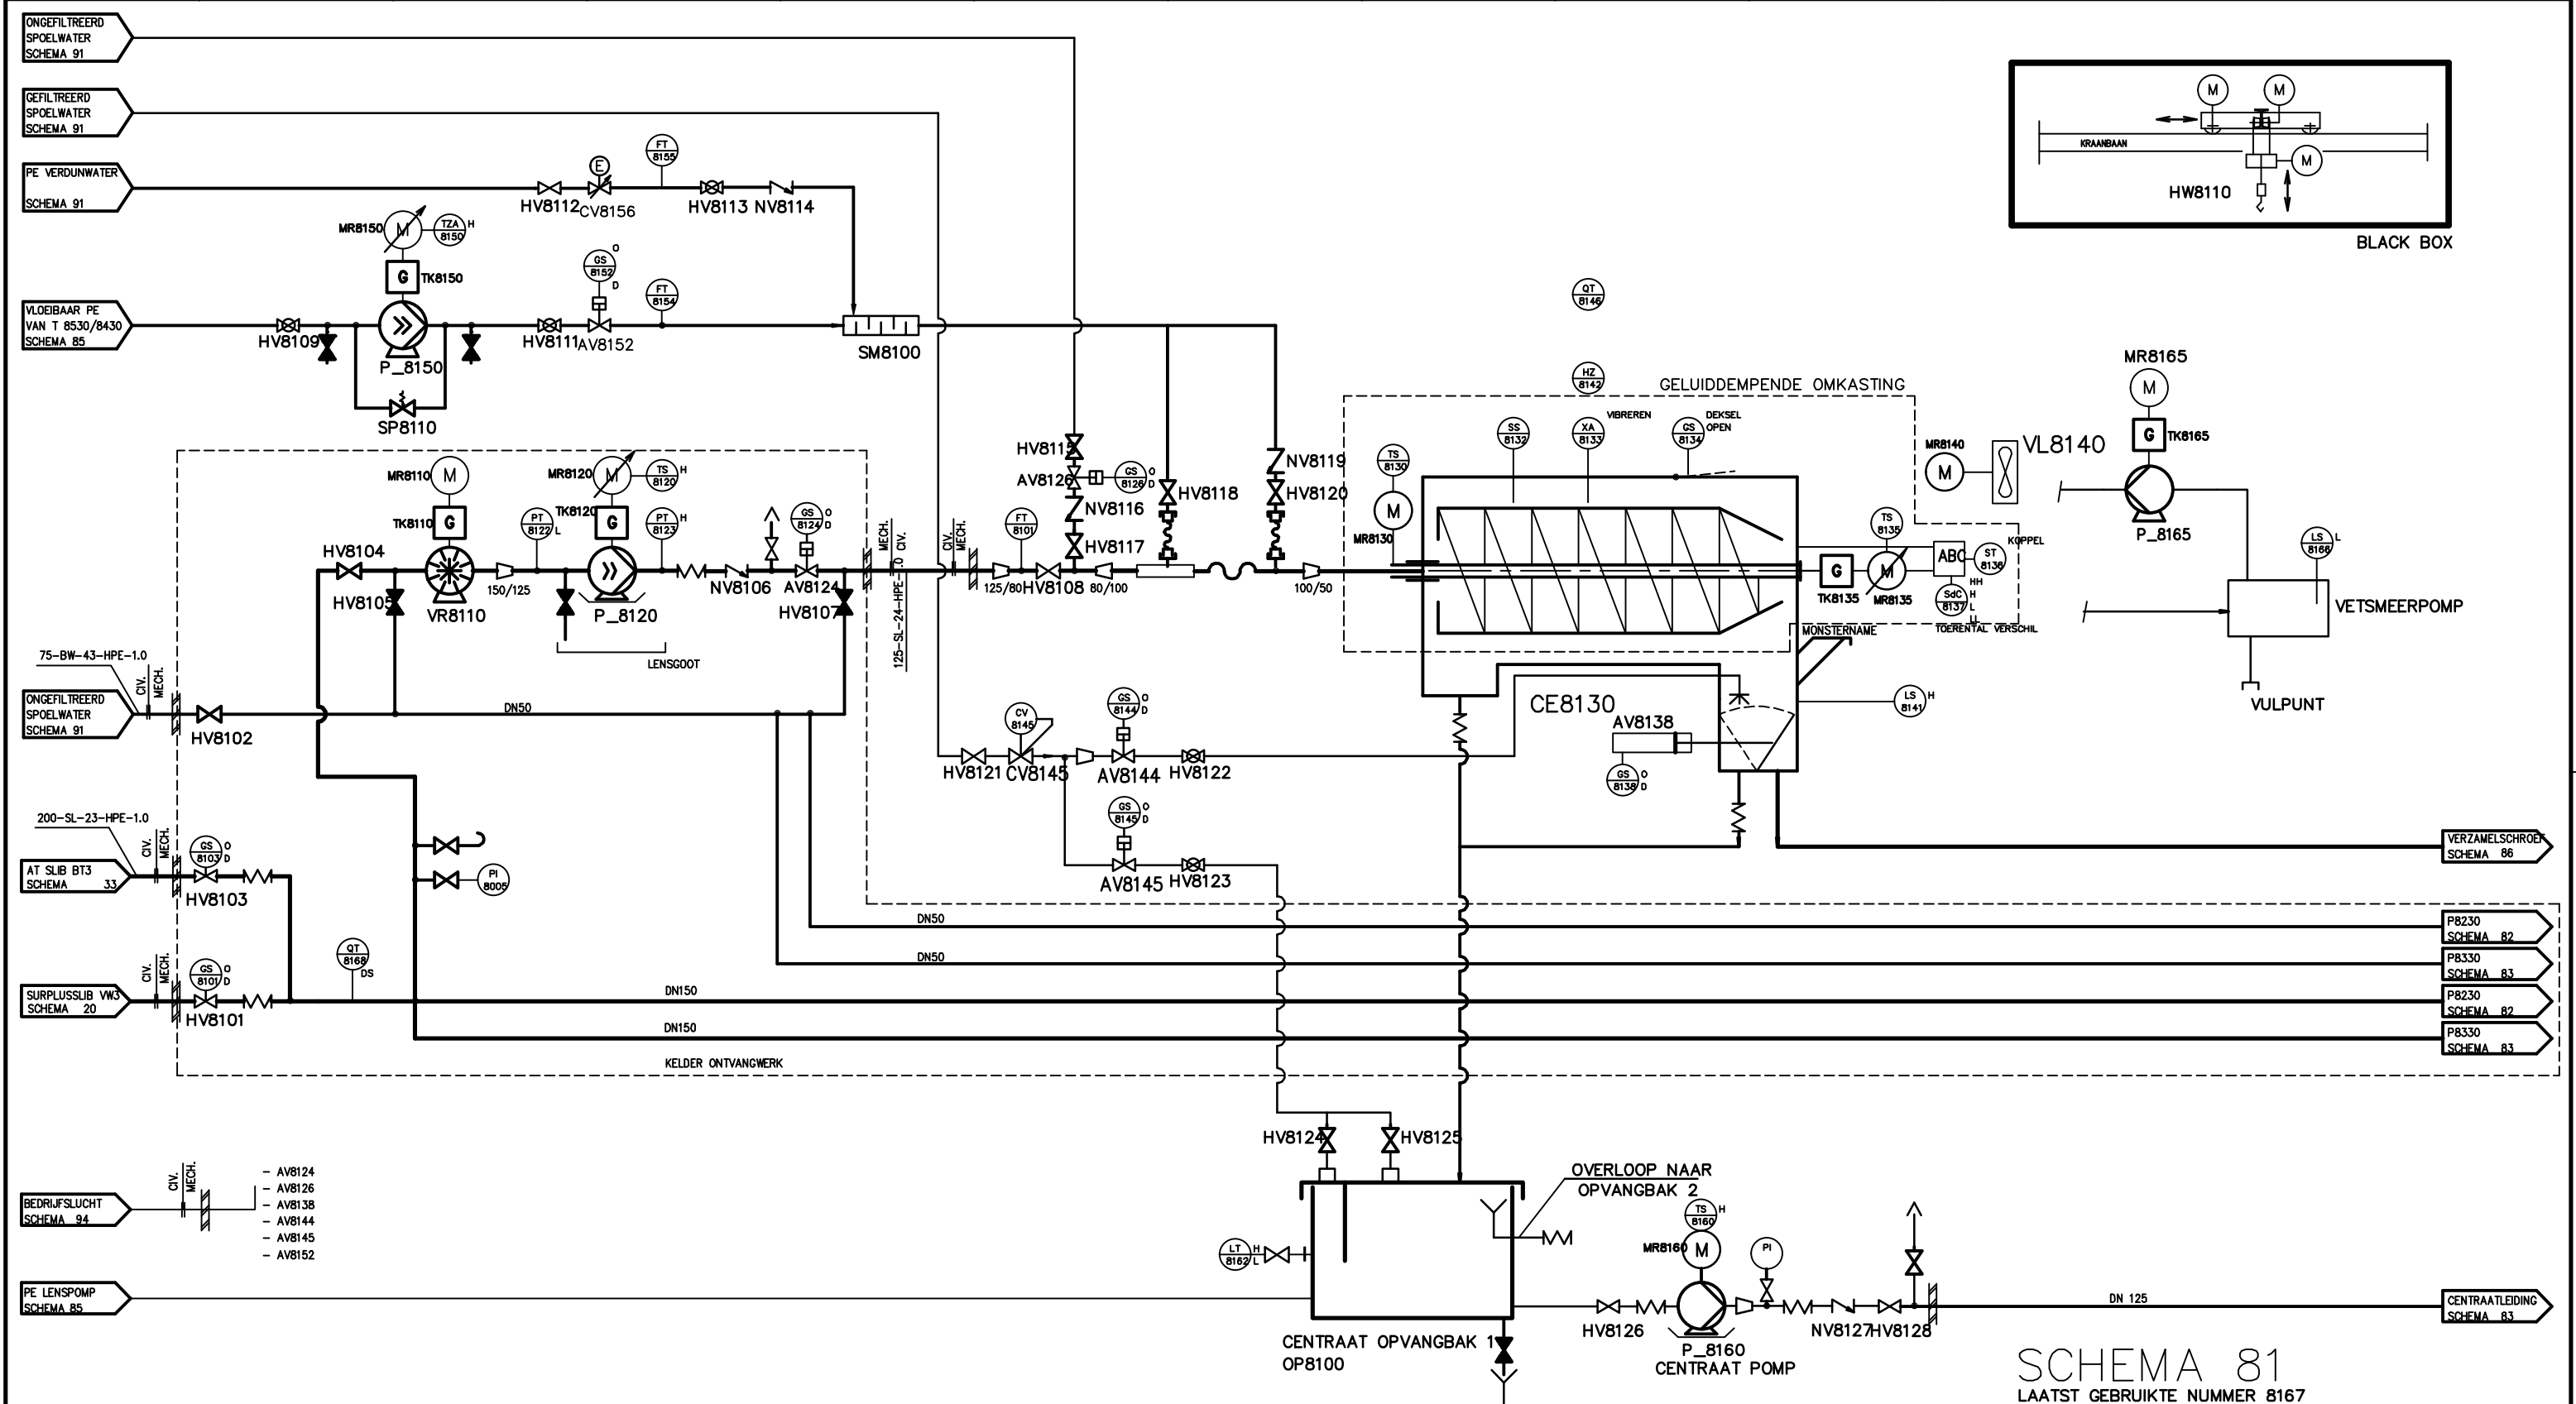 ONGEFILTREERD
SPOELWATER
SCHEMA 91
GEFILTREERD
SPOELWATER
SCHEMA 91
PE VERDUNWATER
SCHEMA 91
HV8112
E
CV8156
FT
8155
HV8113
NV8114
MR8150
M
TZA
8150
H
G
TK8150
VLOEIBAAR PE
VAN T 8530/8430
SCHEMA 85
HV8109
P_8150
SP8110
HV8111
GS
8152
O
D
AV8152
FT
8154
SM8100
M
M
KRAANBAAN
M
HW8110
BLACK BOX
QT
8146
HZ
8142
GELUIDDEMPENDE OMKASTING
SS
8132
XA
8133
VIBREREN
GS
8134
DEKSEL
OPEN
TS
8130
M
MR8130
MR8140
M
VL8140
MR8165
M
G
TK8165
P_8165
LS
8166
L
VETSMEERPOMP
VULPUNT
TS
8135
G
TK8135
M
MR8135
ABC
ST
8136
KOPPEL
SdC
8137
HH
H
L
LL
TOERENTAL VERSCHIL
MONSTERNAME
MR8110
M
TK8110
G
HV8104
HV8105
VR8110
150/125
PT
8122
L
MR8120
M
TS
8120
H
TK8120
G
PT
8123
H
P_8120
LENSGOOT
NV8106
GS
8124
O
D
AV8124
HV8107
MECH.
CIV.
125-SL-24-HPE-1.0
CIV.
MECH.
FT
8101
125/80
HV8108
80/100
HV8115
AV8126
GS
8126
O
D
NV8116
HV8117
HV8118
NV8119
HV8120
100/50
75-BW-43-HPE-1.0
CIV.
MECH.
ONGEFILTREERD
SPOELWATER
SCHEMA 91
HV8102
DN50
CV
8145
HV8121
CV8145
GS
8144
O
D
AV8144
HV8122
GS
8145
O
D
AV8145
HV8123
CE8130
AV8138
GS
8138
O
D
LS
8141
H
200-SL-23-HPE-1.0
CIV.
MECH.
AT SLIB BT3
SCHEMA 33
GS
8103
O
D
HV8103
PI
8005
VERZAMELSCHROEF
SCHEMA 86
DN50
P8230
SCHEMA 82
DN50
P8330
SCHEMA 83
CIV.
MECH.
SURPLUSSLIB VW3
SCHEMA 20
GS
8101
O
D
HV8101
QT
8168
DS
DN150
P8230
SCHEMA 82
DN150
P8330
SCHEMA 83
KELDER ONTVANGWERK
HV8124
HV8125
CIV.
MECH.
BEDRIJFSLUCHT
SCHEMA 94
- AV8124
- AV8126
- AV8138
- AV8144
- AV8145
- AV8152
OVERLOOP NAAR
OPVANGBAK 2
LT
8162
H
L
PE LENSPOMP
SCHEMA 85
CENTRAAT OPVANGBAK 1
OP8100
HV8126
TS
8160
H
MR8160
M
P_8160
CENTRAAT POMP
PI
NV8127
HV8128
DN 125
CENTRAATLEIDING
SCHEMA 83
SCHEMA 81
LAATST GEBRUIKTE NUMMER 8167